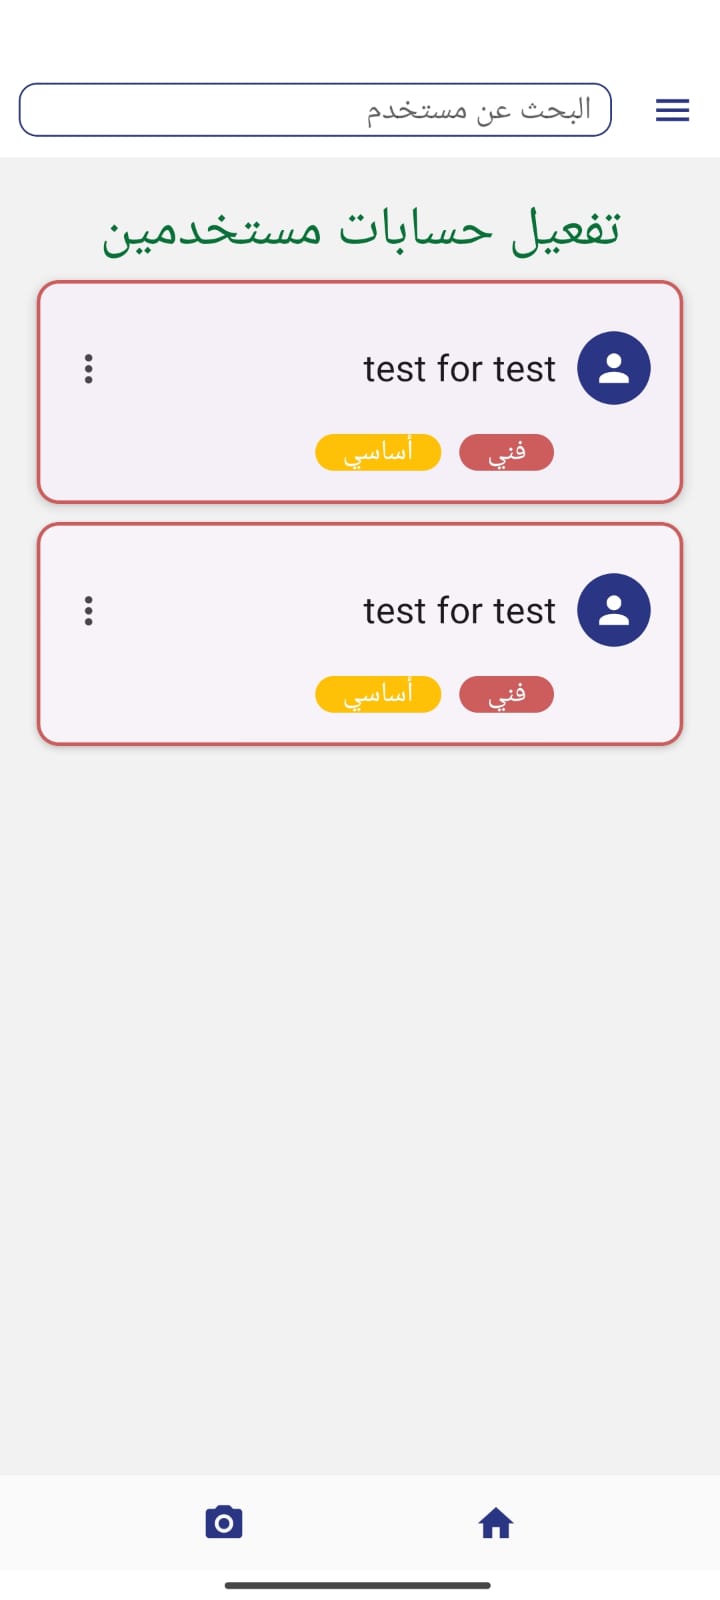 البحث عن مستخدم
تفعيل حسابات مستخدمين
test for test
فني أساسي
test for test
فني أساسي